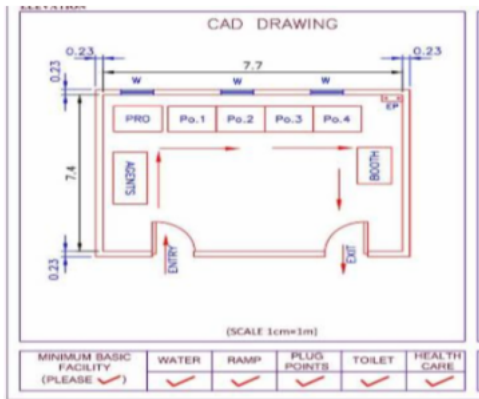 ELEVATION
CAD DRAWING
0.23
0.23
7.7
0.23
W
W
W
PRO
Po.1
Po.2
Po.3
Po.4
7.4
AGENTS
BOOTH
ENTRY
EXIT
0.23
(SCALE 1cm=1m)
MINIMUM BASIC
FACILITY
(PLEASE ✓)
WATER
RAMP
PLUG
POINTS
TOILET
HEALTH
CARE